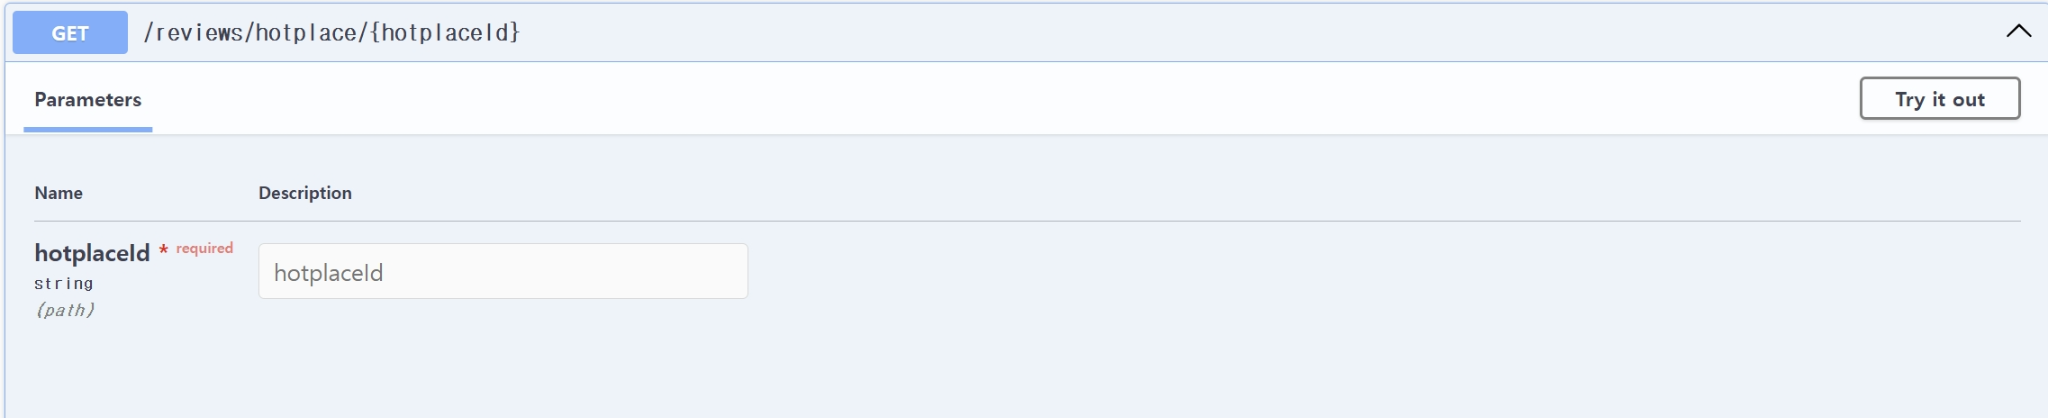 GET /reviews/hotplace/{hotplaceId}
Parameters
Try it out
Name Description
hotplaceId * required
string
(path)
hotplaceId